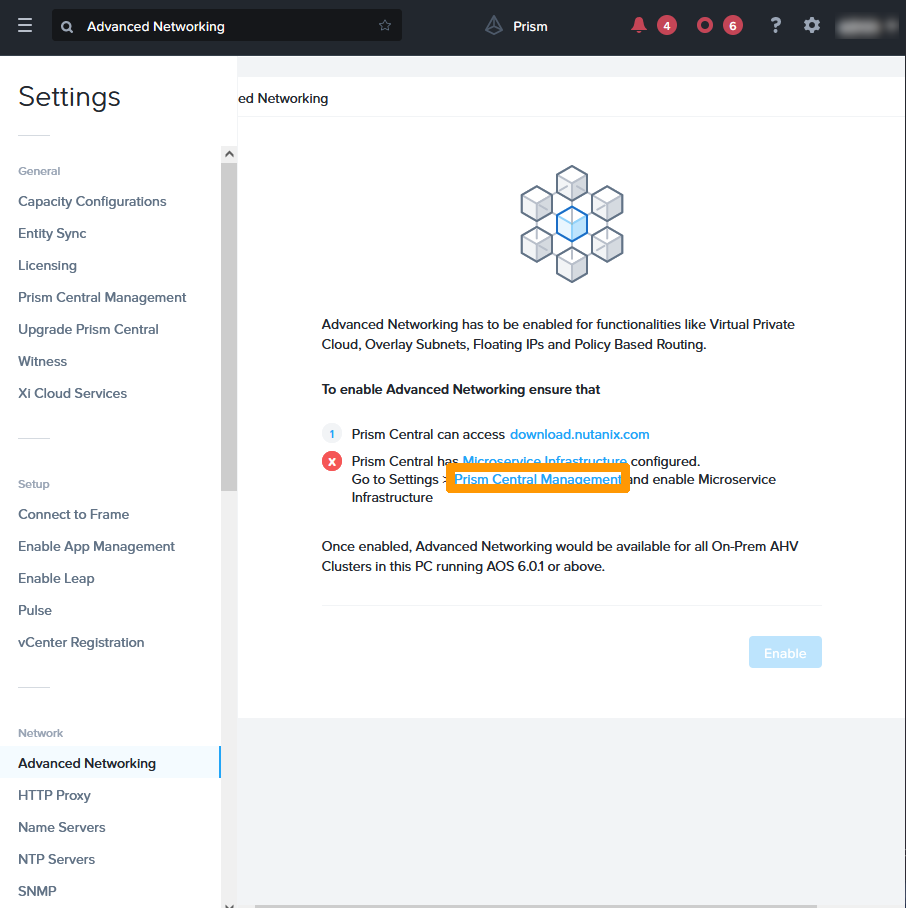 Advanced Networking
Prism
4
6
?
Settings
ed Networking
General
Capacity Configurations
Entity Sync
Licensing
Prism Central Management
Upgrade Prism Central
Witness
Xi Cloud Services
Setup
Connect to Frame
Enable App Management
Enable Leap
Pulse
vCenter Registration
Network
Advanced Networking
HTTP Proxy
Name Servers
NTP Servers
SNMP
Advanced Networking has to be enabled for functionalities like Virtual Private
Cloud, Overlay Subnets, Floating IPs and Policy Based Routing.
To enable Advanced Networking ensure that
1 Prism Central can access download.nutanix.com
x Prism Central has Microservice Infrastructure configured.
Go to Settings > Prism Central Management and enable Microservice
Infrastructure
Once enabled, Advanced Networking would be available for all On-Prem AHV
Clusters in this PC running AOS 6.0.1 or above.
Enable